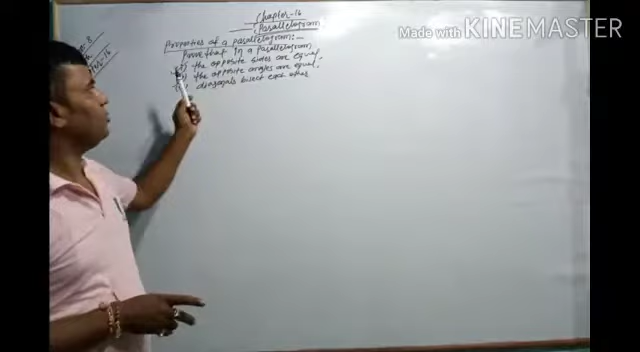 Chapter-16
Parallelogram
Properties of a parallelogram:-
Prove that in a parallelogram,
the opposite sides are equal
the opposite angles are equal.
diagonals bisect each other
Made with KINEMASTER